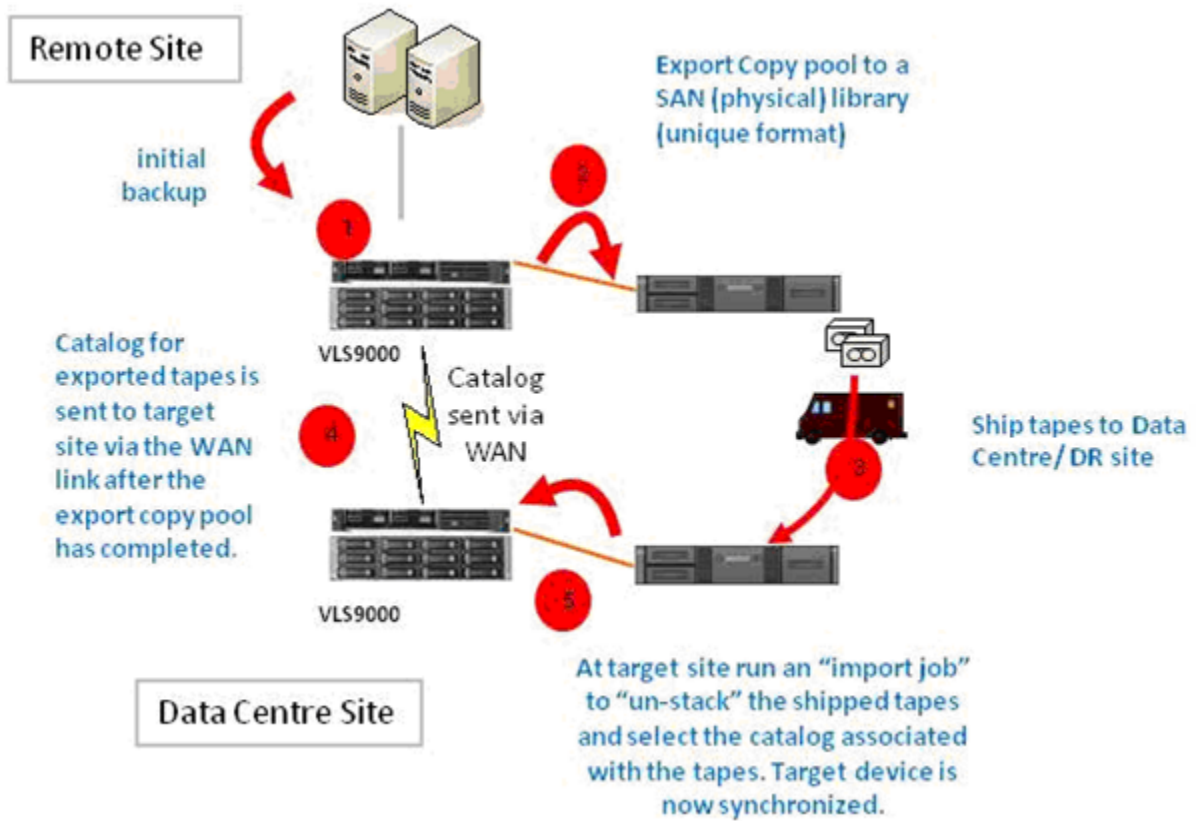 Remote Site
initial
backup
Export Copy pool to a
SAN (physical) library
(unique format)
1
2
VLS9000
Catalog for
exported tapes is
sent to target
site via the WAN
link after the
export copy pool
has completed.
4
Catalog
sent via
WAN
3
Ship tapes to Data
Centre/ DR site
VLS9000
5
At target site run an “import job”
to “un-stack” the shipped tapes
and select the catalog associated
with the tapes. Target device is
now synchronized.
Data Centre Site